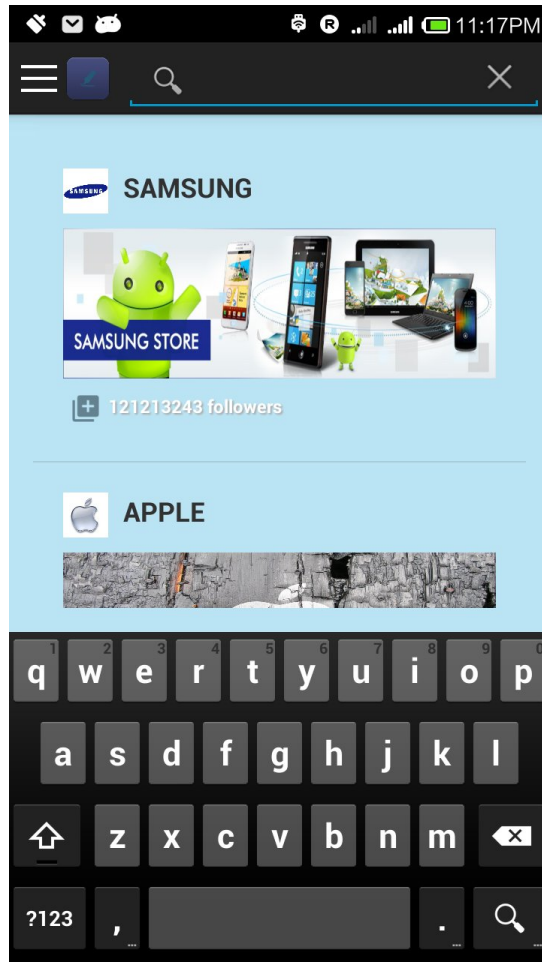 R 11:17PM
SAMSUNG SAMSUNG
SAMSUNG STORE
121213243 followers
APPLE
1 2 3 4 5 6 7 8 9 0
q w e r t y u i o p
a s d f g h j k l
z x c v b n m
?123 , .